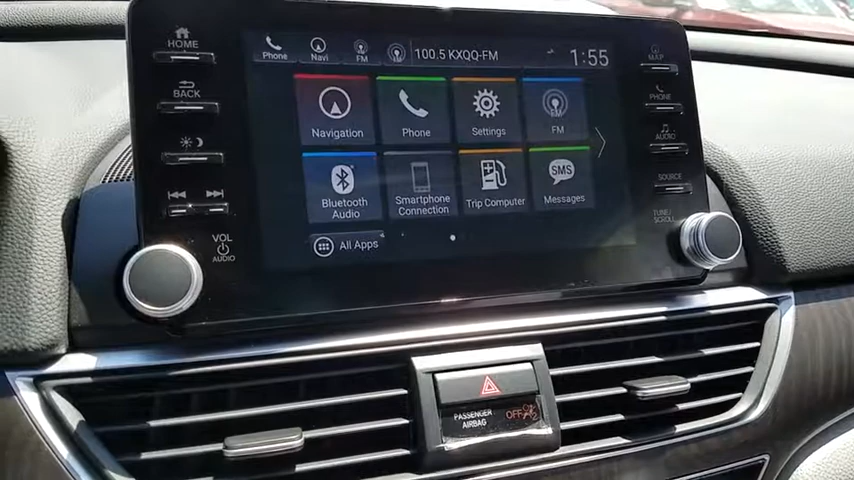 HOME
BACK
VOL
AUDIO
Phone
Navi
FM
100.5 KXQQ-FM
1:55
Navigation
Phone
Settings
FM
FM
Bluetooth
Audio
Smartphone
Connection
Trip Computer
SMS
Messages
All Apps
MAP
PHONE
AUDIO
SOURCE
TUNE/
SCROLL
PASSENGER
AIRBAG
OFF